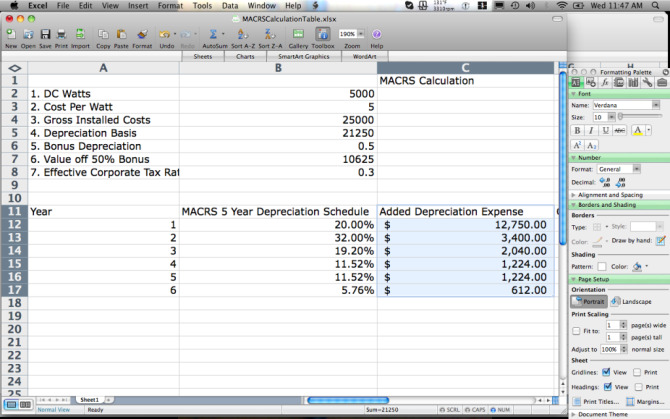 Excel File Edit View Insert Format Tools Data Window Help
Wed 11:47 AM
MACRSCalculationTable.xlsx
190%
New Open Save Print Import Copy Paste Format Undo Redo AutoSum Sort A-Z Sort Z-A Gallery Toolbox Zoom Help
Sheets Charts SmartArt Graphics WordArt
A B C
1 MACRS Calculation
2 1. DC Watts 5000
3 2. Cost Per Watt 5
4 3. Gross Installed Costs 25000
5 4. Depreciation Basis 21250
6 5. Bonus Depreciation 0.5
7 6. Value off 50% Bonus 10625
8 7. Effective Corporate Tax Rat 0.3
9
10
11 Year MACRS 5 Year Depreciation Schedule Added Depreciation Expense
12 1 20.00% $ 12,750.00
13 2 32.00% $ 3,400.00
14 3 19.20% $ 2,040.00
15 4 11.52% $ 1,224.00
16 5 11.52% $ 1,224.00
17 6 5.76% $ 612.00
18
19
20
21
22
23
24
25
Sheet1
Normal View Ready Sum=21250 SCRL CAPS NUM
Formatting Palette
Font
Name: Verdana
Size: 10
B I U ABC A
A¹ A₂
Number
Format: General
Decimal:
Alignment and Spacing
Borders and Shading
Borders
Type: Style:
Color: Draw by hand:
Shading
Pattern: Color:
Page Setup
Orientation
Portrait Landscape
Print Scaling
Fit to: 1 page(s) wide
1 page(s) tall
Adjust to 100% normal size
Sheet
Gridlines: View Print
Headings: View Print
Print Titles... Margins...
Document Theme